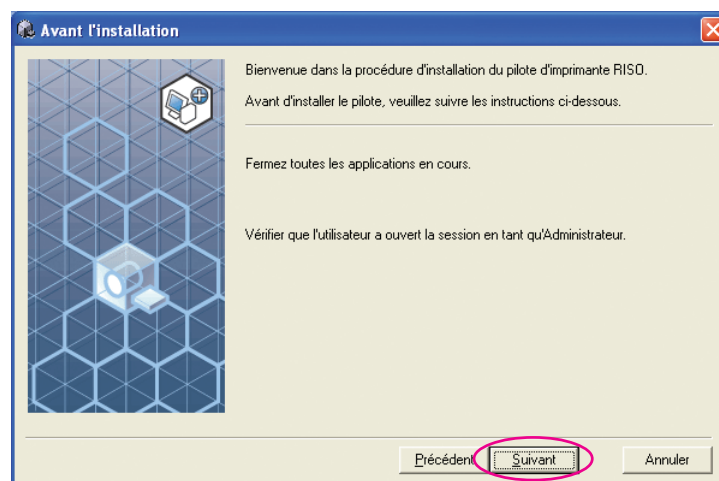 Avant l'installation
Bienvenue dans la procédure d'installation du pilote d'imprimante RISO.
Avant d'installer le pilote, veuillez suivre les instructions ci-dessous.
Fermez toutes les applications en cours.
Vérifier que l'utilisateur a ouvert la session en tant qu'Administrateur.
Précédent Suivant Annuler